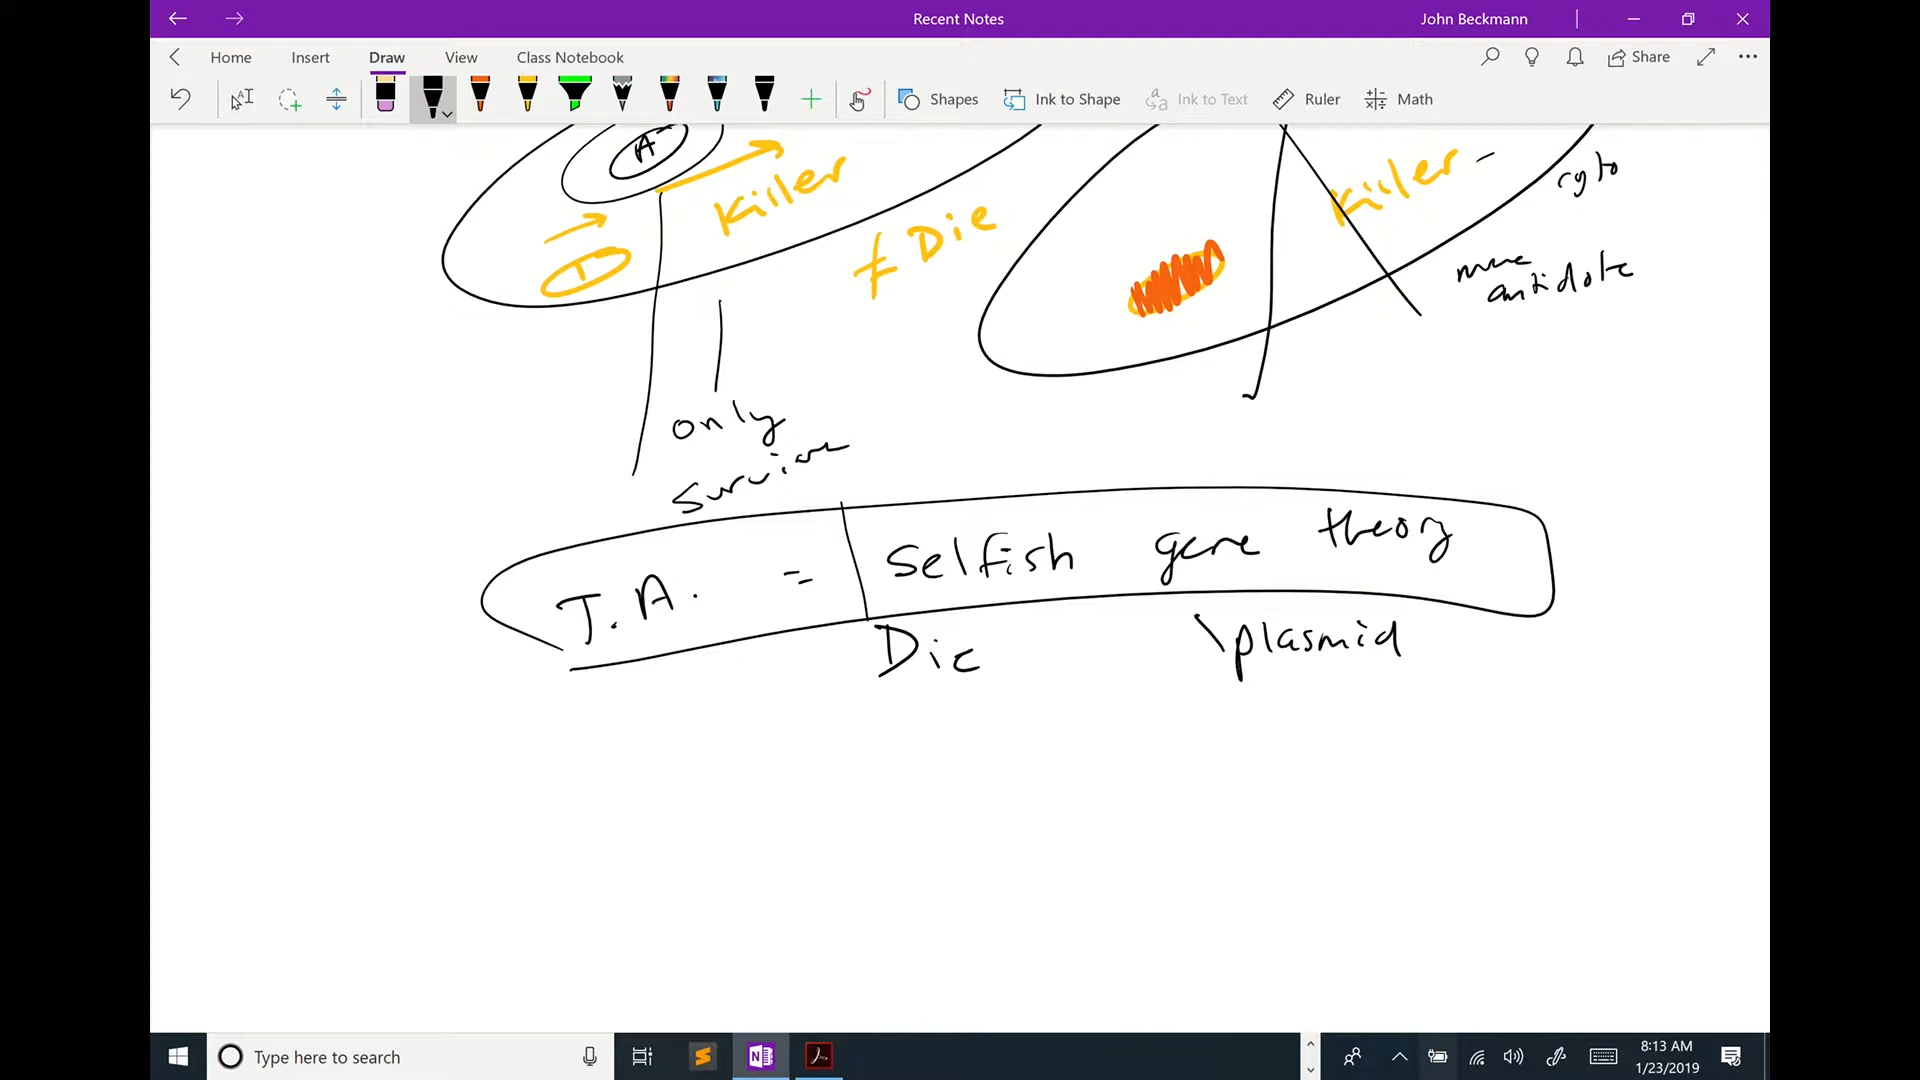 Recent Notes
John Beckmann
Home Insert Draw View Class Notebook
Share
Shapes Ink to Shape Ink to Text Ruler Math
A
Killer
T
≠ Die
Killer -
cyto
antidote
only
survive
T.A. = Selfish gene theory
Die \plasmid
Type here to search
8:13 AM
1/23/2019